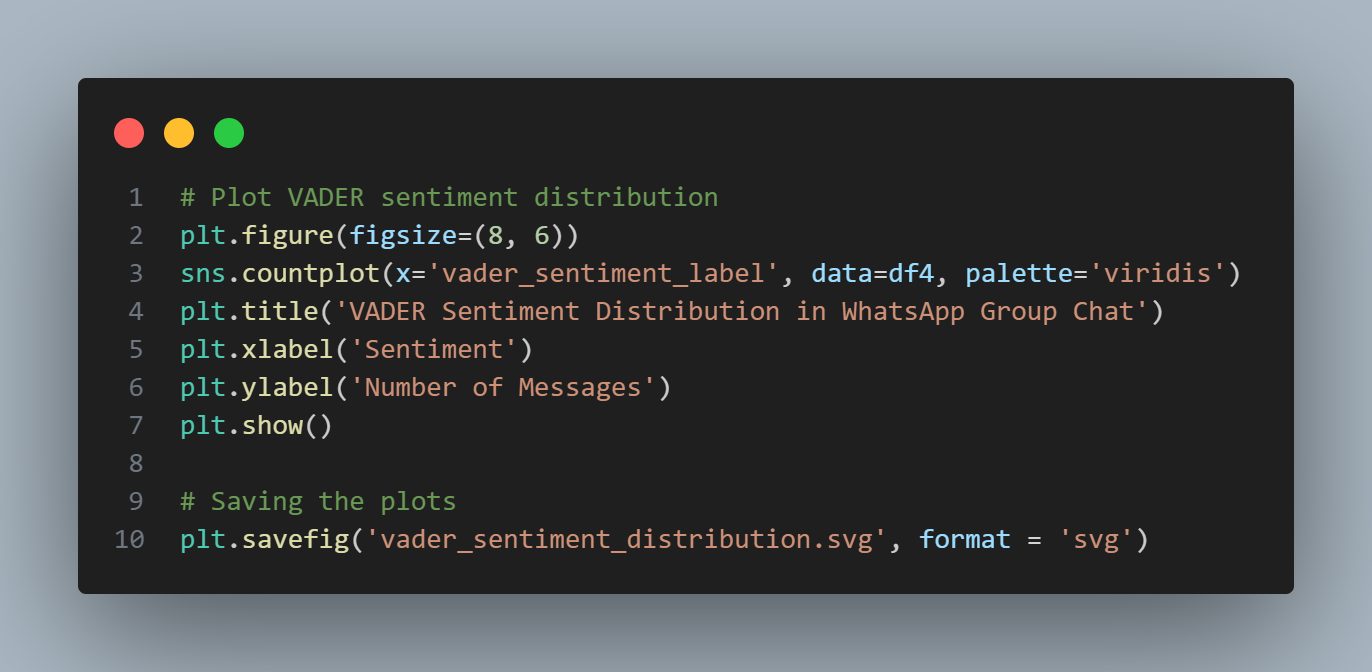 1 # Plot VADER sentiment distribution
2 plt.figure(figsize=(8, 6))
3 sns.countplot(x='vader_sentiment_label', data=df4, palette='viridis')
4 plt.title('VADER Sentiment Distribution in WhatsApp Group Chat')
5 plt.xlabel('Sentiment')
6 plt.ylabel('Number of Messages')
7 plt.show()
8
9 # Saving the plots
10 plt.savefig('vader_sentiment_distribution.svg', format = 'svg')